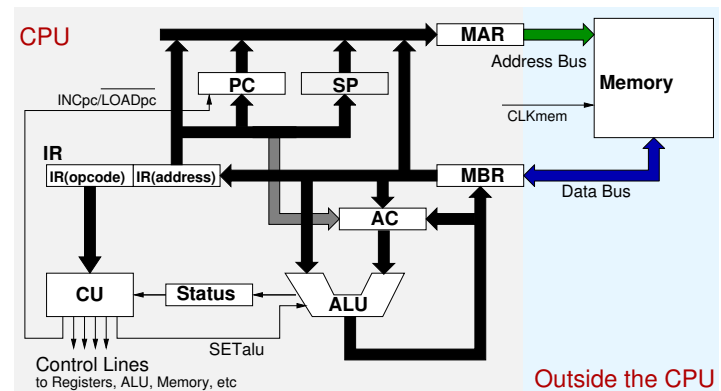 CPU
MAR
Address Bus
Memory
PC
SP
INCpc/LOADpc
CLKmem
IR
IR(opcode)
IR(address)
MBR
Data Bus
AC
CU
Status
ALU
SETalu
Control Lines
to Registers, ALU, Memory, etc
Outside the CPU